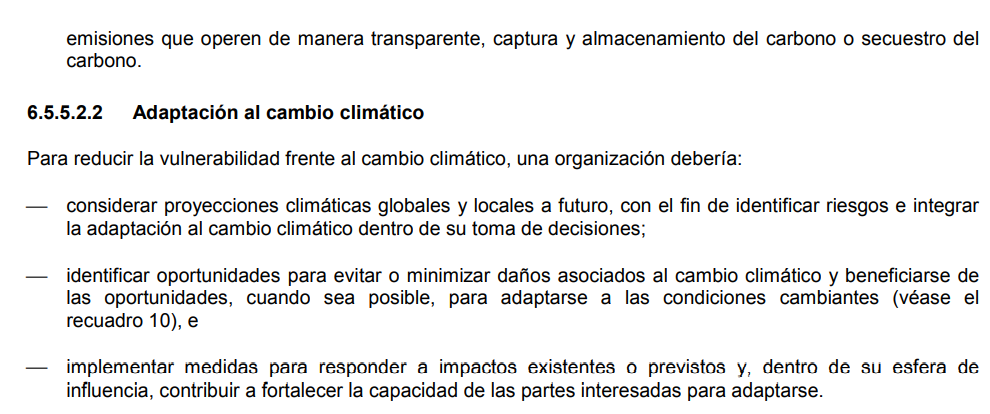 emisiones que operen de manera transparente, captura y almacenamiento del carbono o secuestro del
carbono.
6.5.5.2.2 Adaptación al cambio climático
Para reducir la vulnerabilidad frente al cambio climático, una organización debería:
— considerar proyecciones climáticas globales y locales a futuro, con el fin de identificar riesgos e integrar
la adaptación al cambio climático dentro de su toma de decisiones;
— identificar oportunidades para evitar o minimizar daños asociados al cambio climático y beneficiarse de
las oportunidades, cuando sea posible, para adaptarse a las condiciones cambiantes (véase el
recuadro 10), e
— implementar medidas para responder a impactos existentes o previstos y, dentro de su esfera de
influencia, contribuir a fortalecer la capacidad de las partes interesadas para adaptarse.